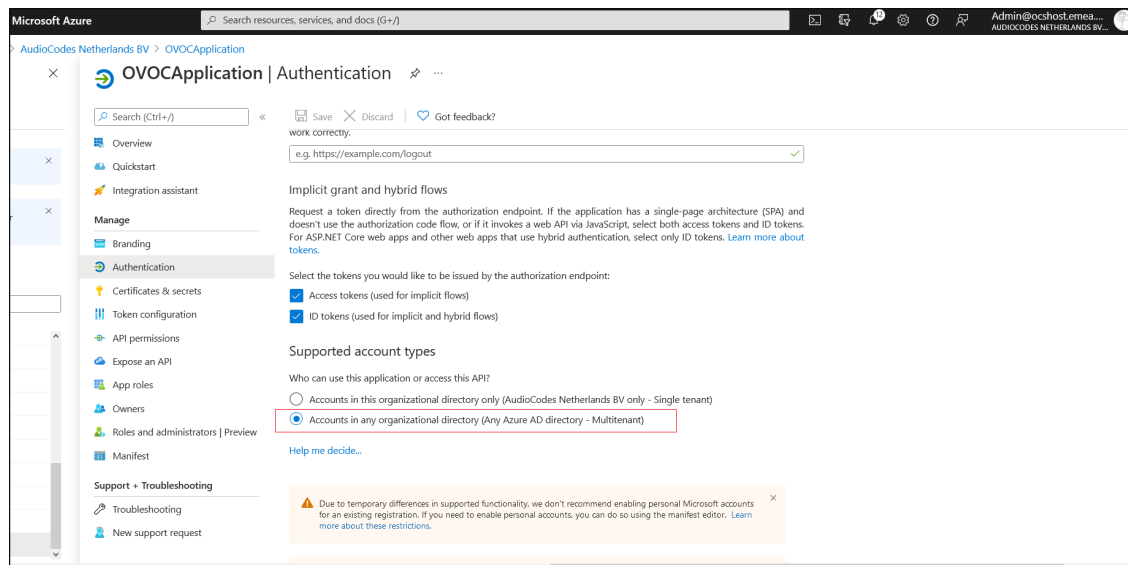 Microsoft Azure
Search resources, services, and docs (G+/)
12
Admin@ocshost.emea....
AUDIOCODES NETHERLANDS BV...
> AudioCodes Netherlands BV > OVOCApplication
OVOCApplication | Authentication
Search (Ctrl+/)
«
Save
Discard
Got feedback?
Overview
Quickstart
Integration assistant
Manage
Branding
Authentication
Certificates & secrets
Token configuration
API permissions
Expose an API
App roles
Owners
Roles and administrators | Preview
Manifest
Support + Troubleshooting
Troubleshooting
New support request
work correctly.
e.g. https://example.com/logout
Implicit grant and hybrid flows
Request a token directly from the authorization endpoint. If the application has a single-page architecture (SPA) and
doesn't use the authorization code flow, or if it invokes a web API via JavaScript, select both access tokens and ID tokens.
For ASP.NET Core web apps and other web apps that use hybrid authentication, select only ID tokens. Learn more about
tokens.
Select the tokens you would like to be issued by the authorization endpoint:
Access tokens (used for implicit flows)
ID tokens (used for implicit and hybrid flows)
Supported account types
Who can use this application or access this API?
Accounts in this organizational directory only (AudioCodes Netherlands BV only - Single tenant)
Accounts in any organizational directory (Any Azure AD directory - Multitenant)
Help me decide...
Due to temporary differences in supported functionality, we don't recommend enabling personal Microsoft accounts
for an existing registration. If you need to enable personal accounts, you can do so using the manifest editor. Learn
more about these restrictions.